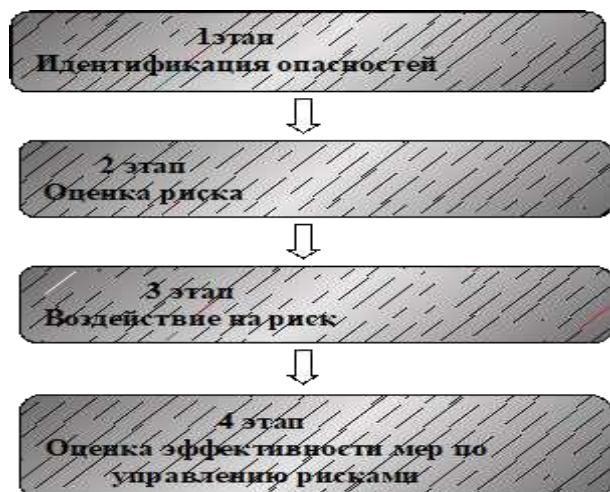 1этап
Идентификация опасностей
2 этап
Оценка риска
3 этап
Воздействие на риск
4 этап
Оценка эффективности мер по
управлению рисками